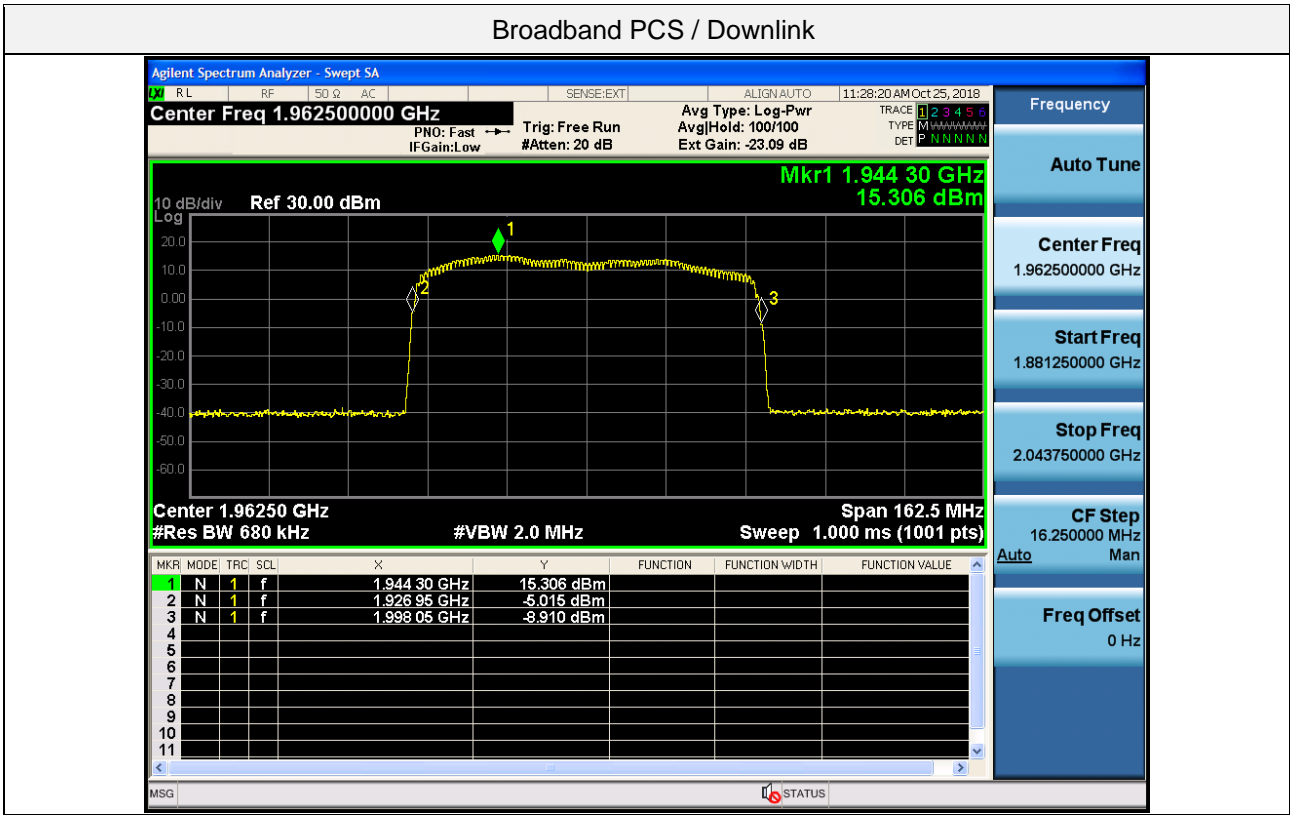 Broadband PCS / Downlink
Agilent Spectrum Analyzer - Swept SA
LXI RL RF 50 Ω AC SENSE:EXT ALIGN AUTO 11:28:20 AM Oct 25, 2018
Center Freq 1.962500000 GHz
PNO: Fast
IFGain:Low
Trig: Free Run
#Atten: 20 dB
Avg Type: Log-Pwr
Avg|Hold: 100/100
Ext Gain: -23.09 dB
TRACE 1 2 3 4 5 6
TYPE M
DET P N N N N N
Frequency
Auto Tune
Mkr1 1.944 30 GHz
15.306 dBm
10 dB/div Ref 30.00 dBm
Log
20.0
10.0
0.00
-10.0
-20.0
-30.0
-40.0
-50.0
-60.0
1
2
3
Center 1.96250 GHz Span 162.5 MHz
#Res BW 680 kHz #VBW 2.0 MHz Sweep 1.000 ms (1001 pts)
Center Freq
1.962500000 GHz
Start Freq
1.881250000 GHz
Stop Freq
2.043750000 GHz
CF Step
16.250000 MHz
Auto Man
Freq Offset
0 Hz
MKR MODE TRC SCL X Y FUNCTION FUNCTION WIDTH FUNCTION VALUE
1 N 1 f 1.944 30 GHz 15.306 dBm
2 N 1 f 1.926 95 GHz -5.015 dBm
3 N 1 f 1.998 05 GHz -8.910 dBm
4
5
6
7
8
9
10
11
MSG STATUS